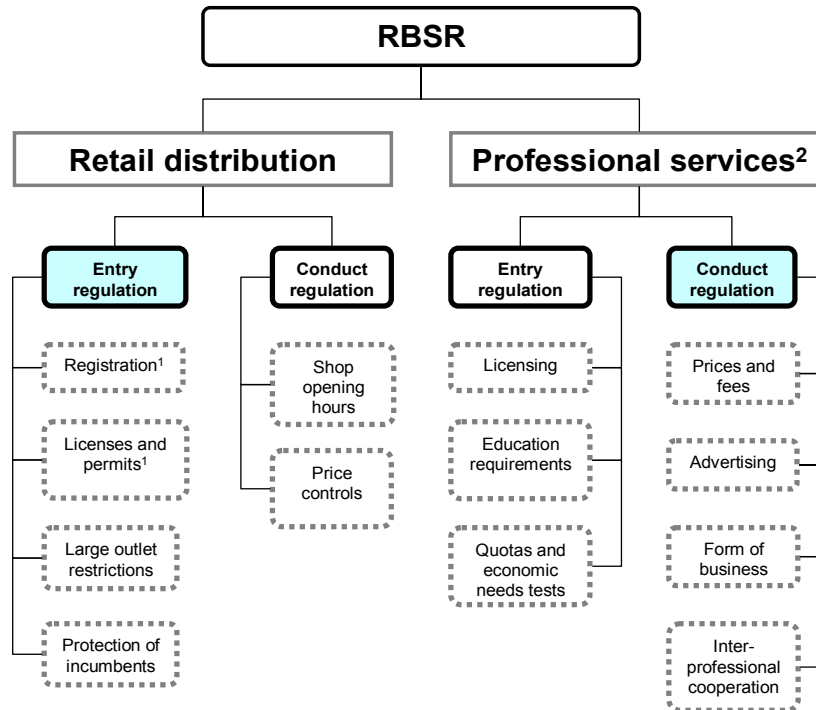 RBSR
Retail distribution
Professional services²
Entry
regulation
Conduct
regulation
Entry
regulation
Conduct
regulation
Registration¹
Licenses and
permits¹
Large outlet
restrictions
Protection of
incumbents
Shop
opening
hours
Price
controls
Licensing
Education
requirements
Quotas and
economic
needs tests
Prices and
fees
Advertising
Form of
business
Inter-
professional
cooperation